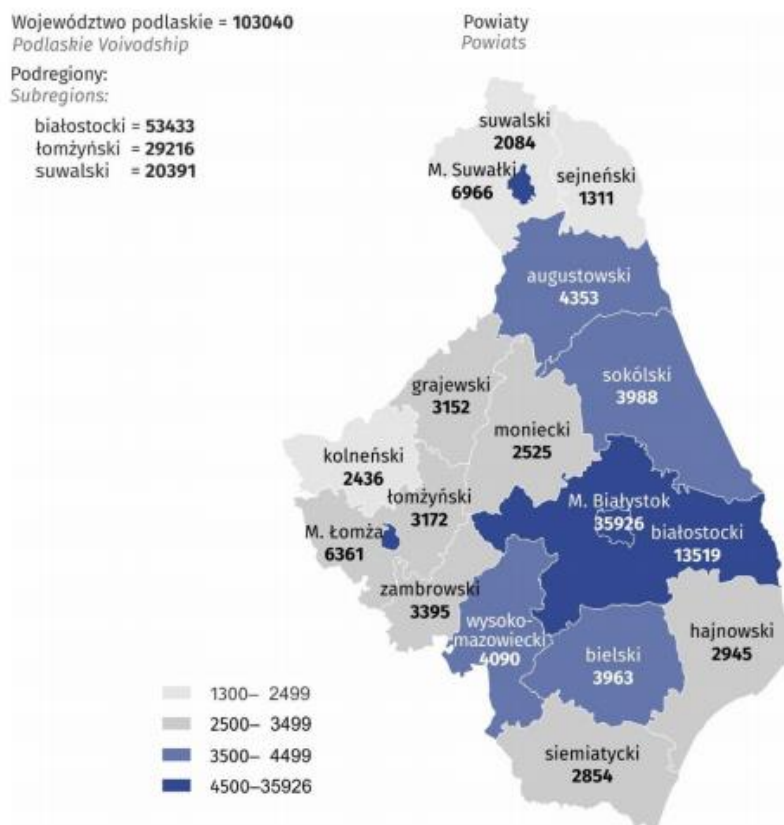 Województwo podlaskie = 103040
Podlaskie Voivodship
Podregiony:
Subregions:
białostocki = 53433
łomżyński = 29216
suwalski = 20391
Powiaty
Powiats
suwalski
2084
M. Suwałki
6966
sejneński
1311
augustowski
4353
sokólski
3988
grajewski
3152
moniecki
2525
kolneński
2436
łomżyński
3172
M. Łomża
6361
M. Białystok
35926
białostocki
13519
zambrowski
3395
wysoko-
mazowiecki
4090
bielski
3963
hajnowski
2945
siemiatycki
2854
1300– 2499
2500– 3499
3500– 4499
4500–35926